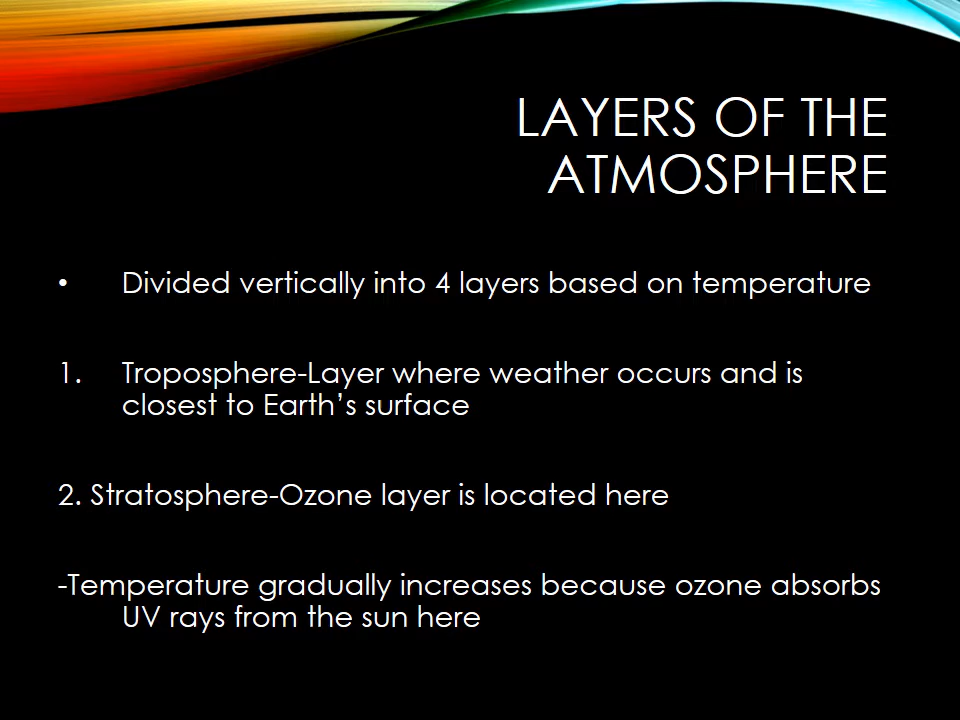 LAYERS OF THE
ATMOSPHERE
• Divided vertically into 4 layers based on temperature
1. Troposphere-Layer where weather occurs and is
closest to Earth’s surface
2. Stratosphere-Ozone layer is located here
-Temperature gradually increases because ozone absorbs
UV rays from the sun here